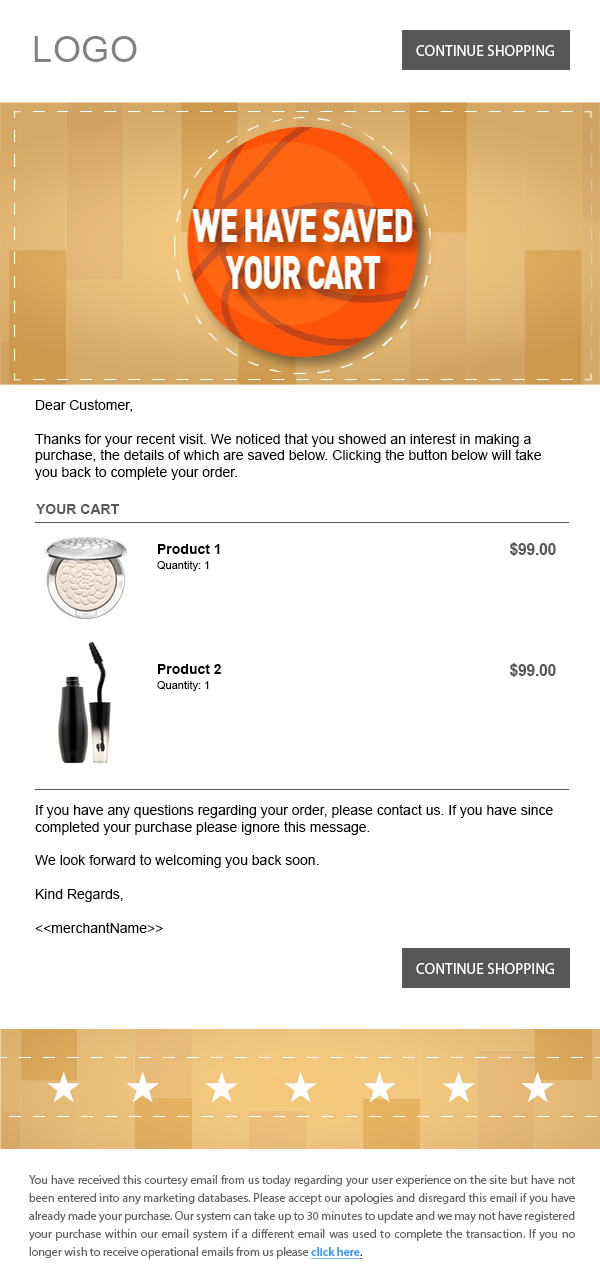 LOGO
CONTINUE SHOPPING
WE HAVE SAVED
YOUR CART
Dear Customer,
Thanks for your recent visit. We noticed that you showed an interest in making a
purchase, the details of which are saved below. Clicking the button below will take
you back to complete your order.
YOUR CART
Product 1
$99.00
Quantity: 1
Product 2
$99.00
Quantity: 1
If you have any questions regarding your order, please contact us. If you have since
completed your purchase please ignore this message.
We look forward to welcoming you back soon.
Kind Regards,
<<merchantName>>
CONTINUE SHOPPING
You have received this courtesy email from us today regarding your user experience on the site but have not
been entered into any marketing databases. Please accept our apologies and disregard this email if you have
already made your purchase. Our system can take up to 30 minutes to update and we may not have registered
your purchase within our email system if a different email was used to complete the transaction. If you no
longer wish to receive operational emails from us please click here.